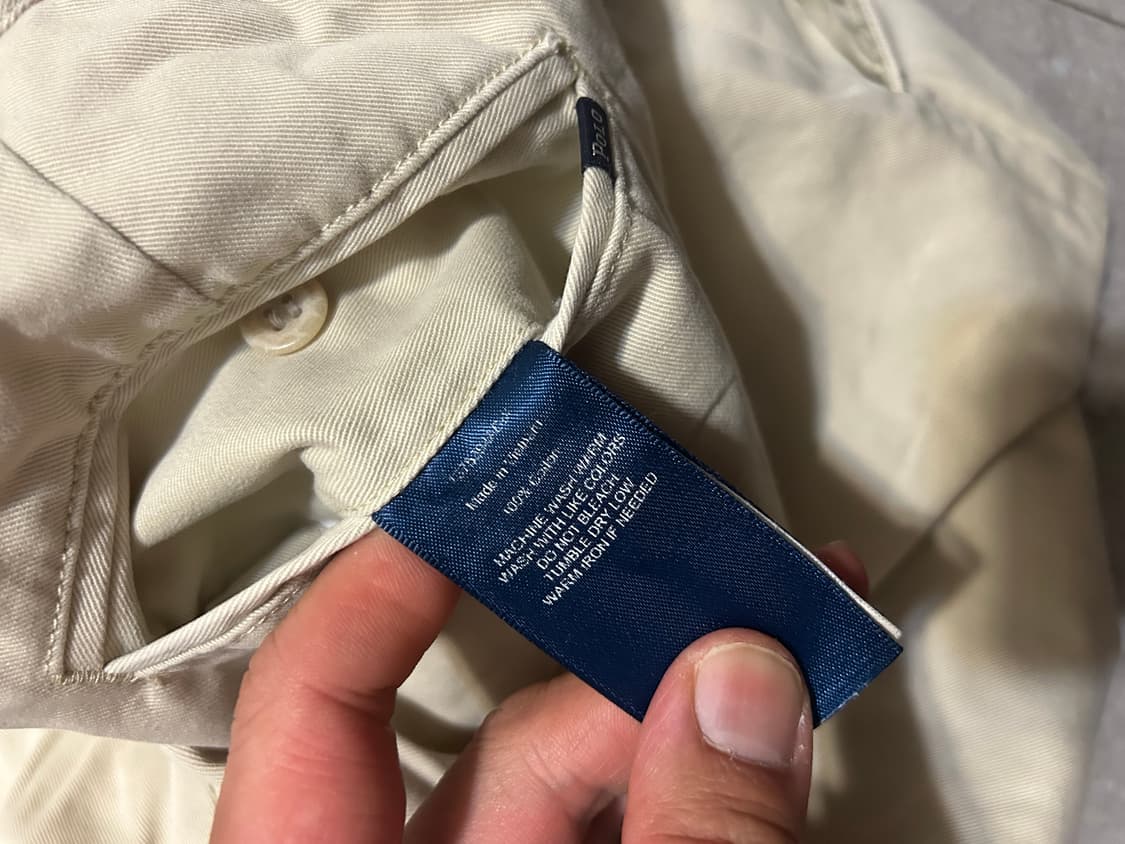 POLO
Made in Vietnam
100% Cotton
MACHINE WASH WARM
WASH WITH LIKE COLORS
DO NOT BLEACH
TUMBLE DRY LOW
WARM IRON IF NEEDED